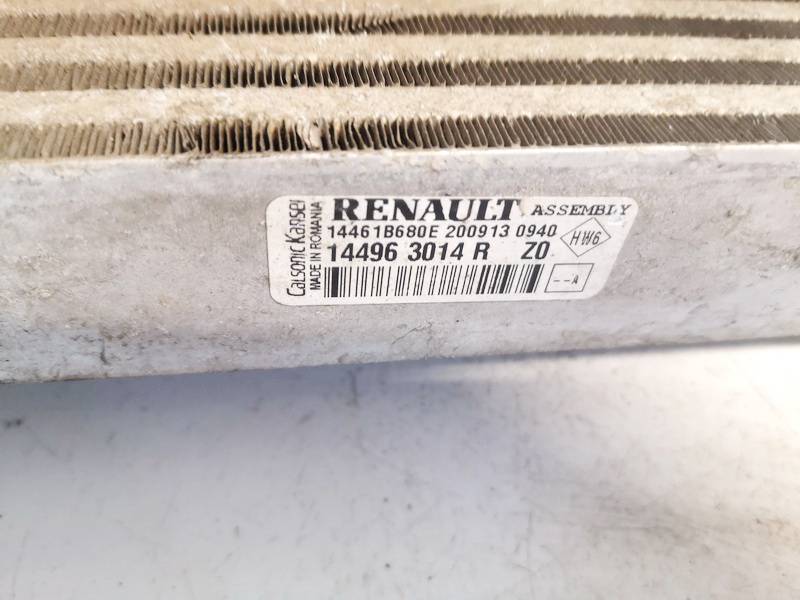 RENAULT ASSEMBLY
14461B680E 200913 0940
14496 3014 R Z0
HW6
--A
Calsonic Kansei
MADE IN ROMANIA